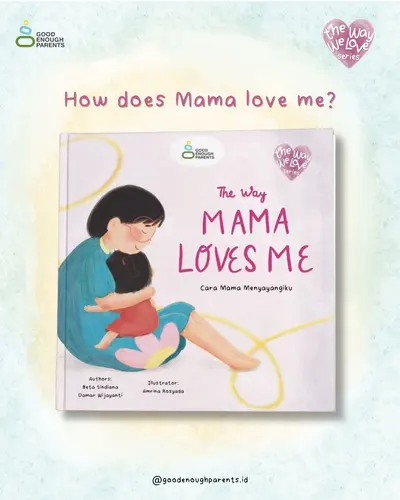 GOOD
ENOUGH
PARENTS
the Way
We Love
series
How does Mama love me?
GOOD
ENOUGH
PARENTS
the Way
We Love
series
The Way
MAMA
LOVES ME
Cara Mama Menyayangiku
Authors:
Beta Sindiana
Damar Wijayanti
Illustrator:
Amrina Rosyada
@goodenoughparents.id